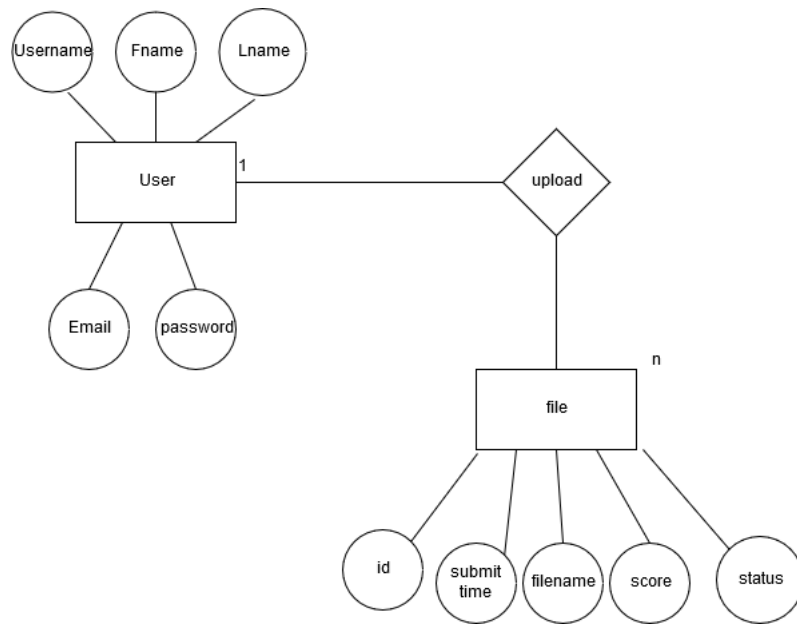 Username
Fname
Lname
User
1
upload
Email
password
n
file
id
submit
time
filename
score
status